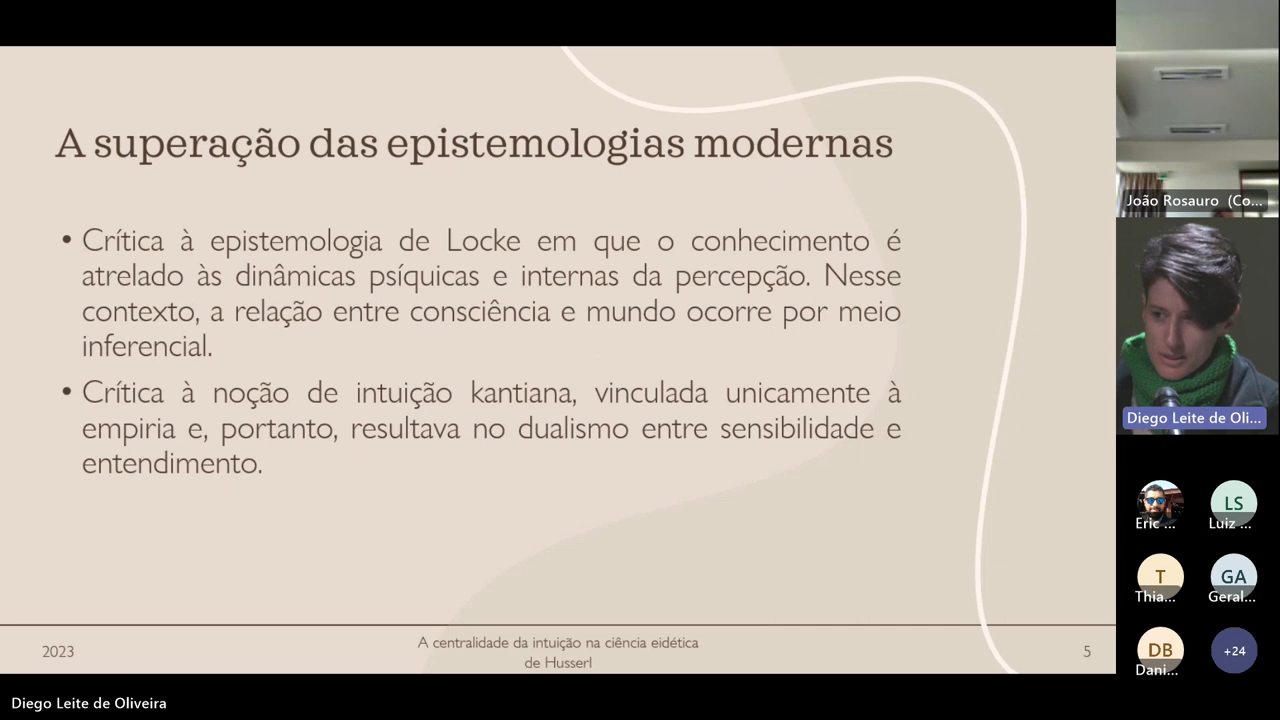 A superação das epistemologias modernas
• Crítica à epistemologia de Locke em que o conhecimento é
atrelado às dinâmicas psíquicas e internas da percepção. Nesse
contexto, a relação entre consciência e mundo ocorre por meio
inferencial.
• Crítica à noção de intuição kantiana, vinculada unicamente à
empiria e, portanto, resultava no dualismo entre sensibilidade e
entendimento.
2023
A centralidade da intuição na ciência eidética
de Husserl
5
João Rosauro (Co...
Diego Leite de Oli...
Eric ...
LS
Luiz ...
T
Thia...
GA
Geral...
DB
Dani...
+24
Diego Leite de Oliveira